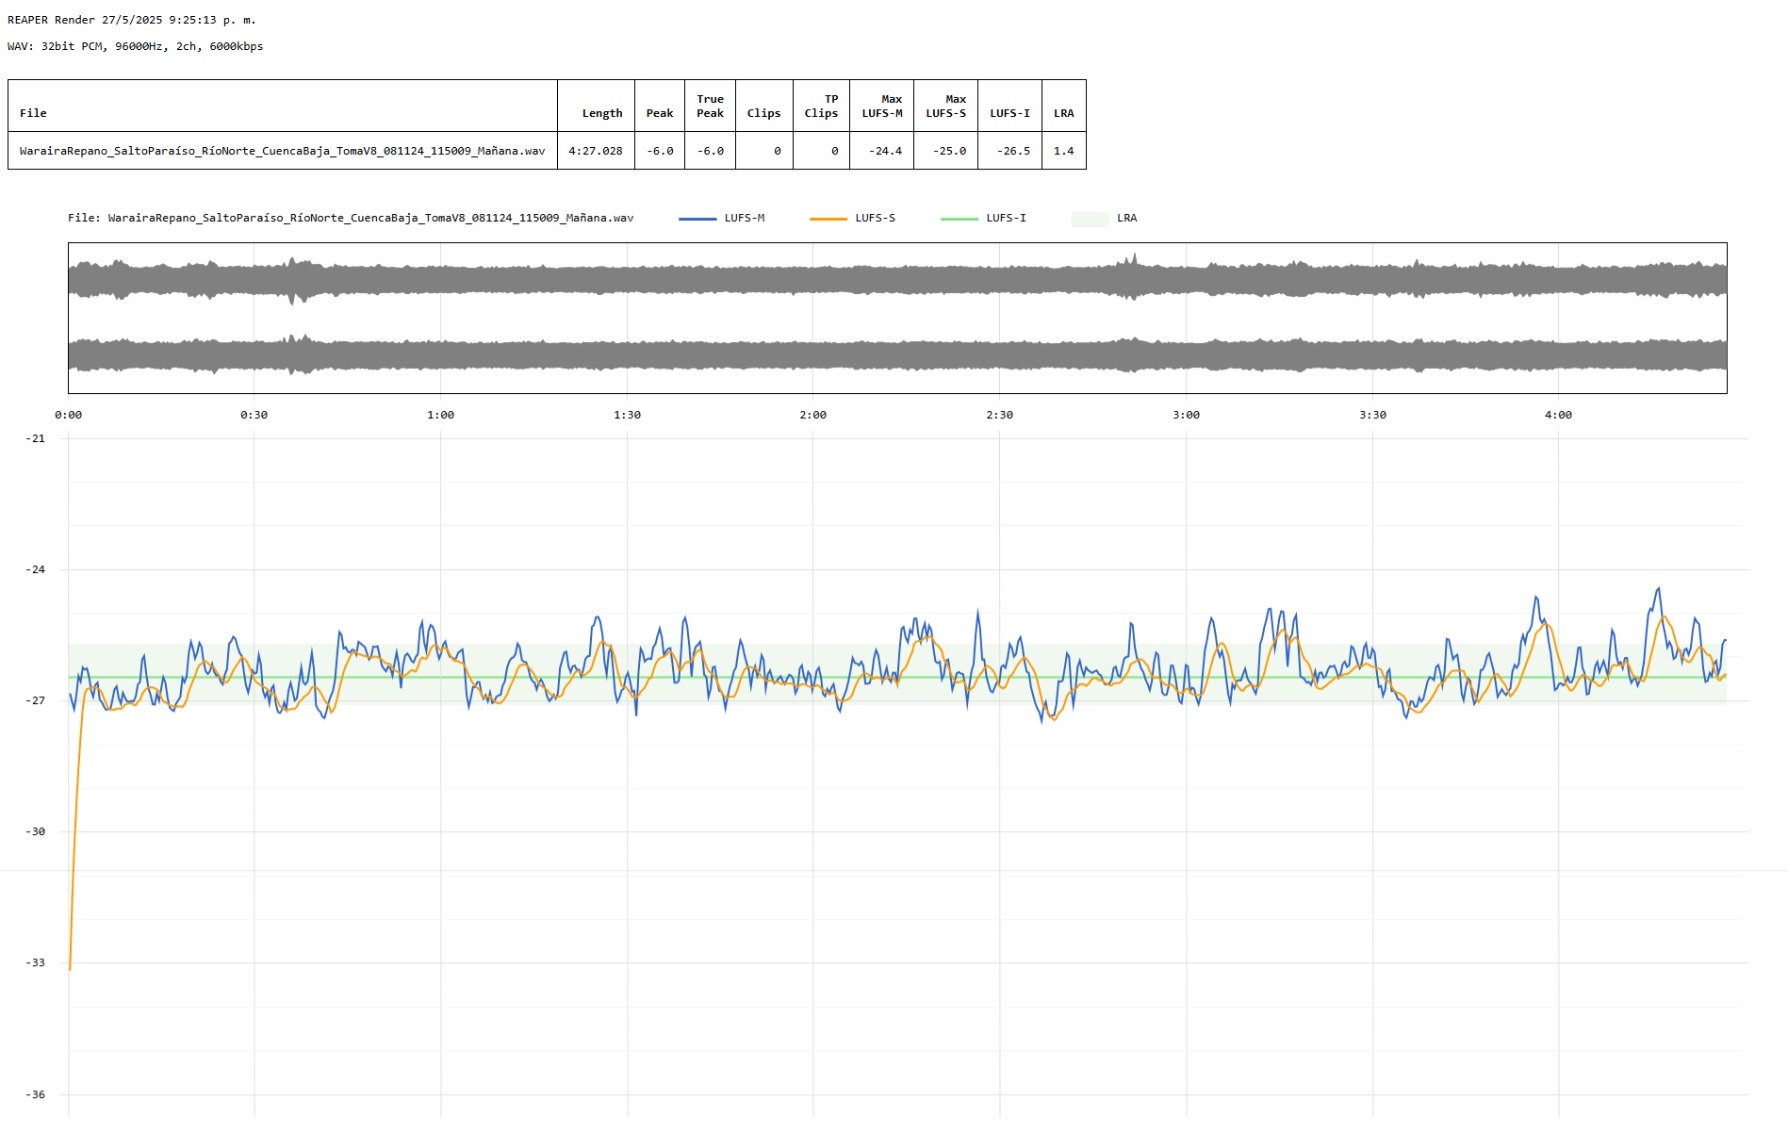 REAPER Render 27/5/2025 9:25:13 p. m.
WAV: 32bit PCM, 96000Hz, 2ch, 6000kbps
File Length Peak True Peak Clips TP Clips Max LUFS-M Max LUFS-S LUFS-I LRA
WarairaRepano_SaltoParaíso_RíoNorte_CuencaBaja_TomaV8_081124_115009_Mañana.wav 4:27.028 -6.0 -6.0 0 0 -24.4 -25.0 -26.5 1.4
File: WarairaRepano_SaltoParaíso_RíoNorte_CuencaBaja_TomaV8_081124_115009_Mañana.wav LUFS-M LUFS-S LUFS-I LRA
0:00 0:30 1:00 1:30 2:00 2:30 3:00 3:30 4:00
-21
-24
-27
-30
-33
-36